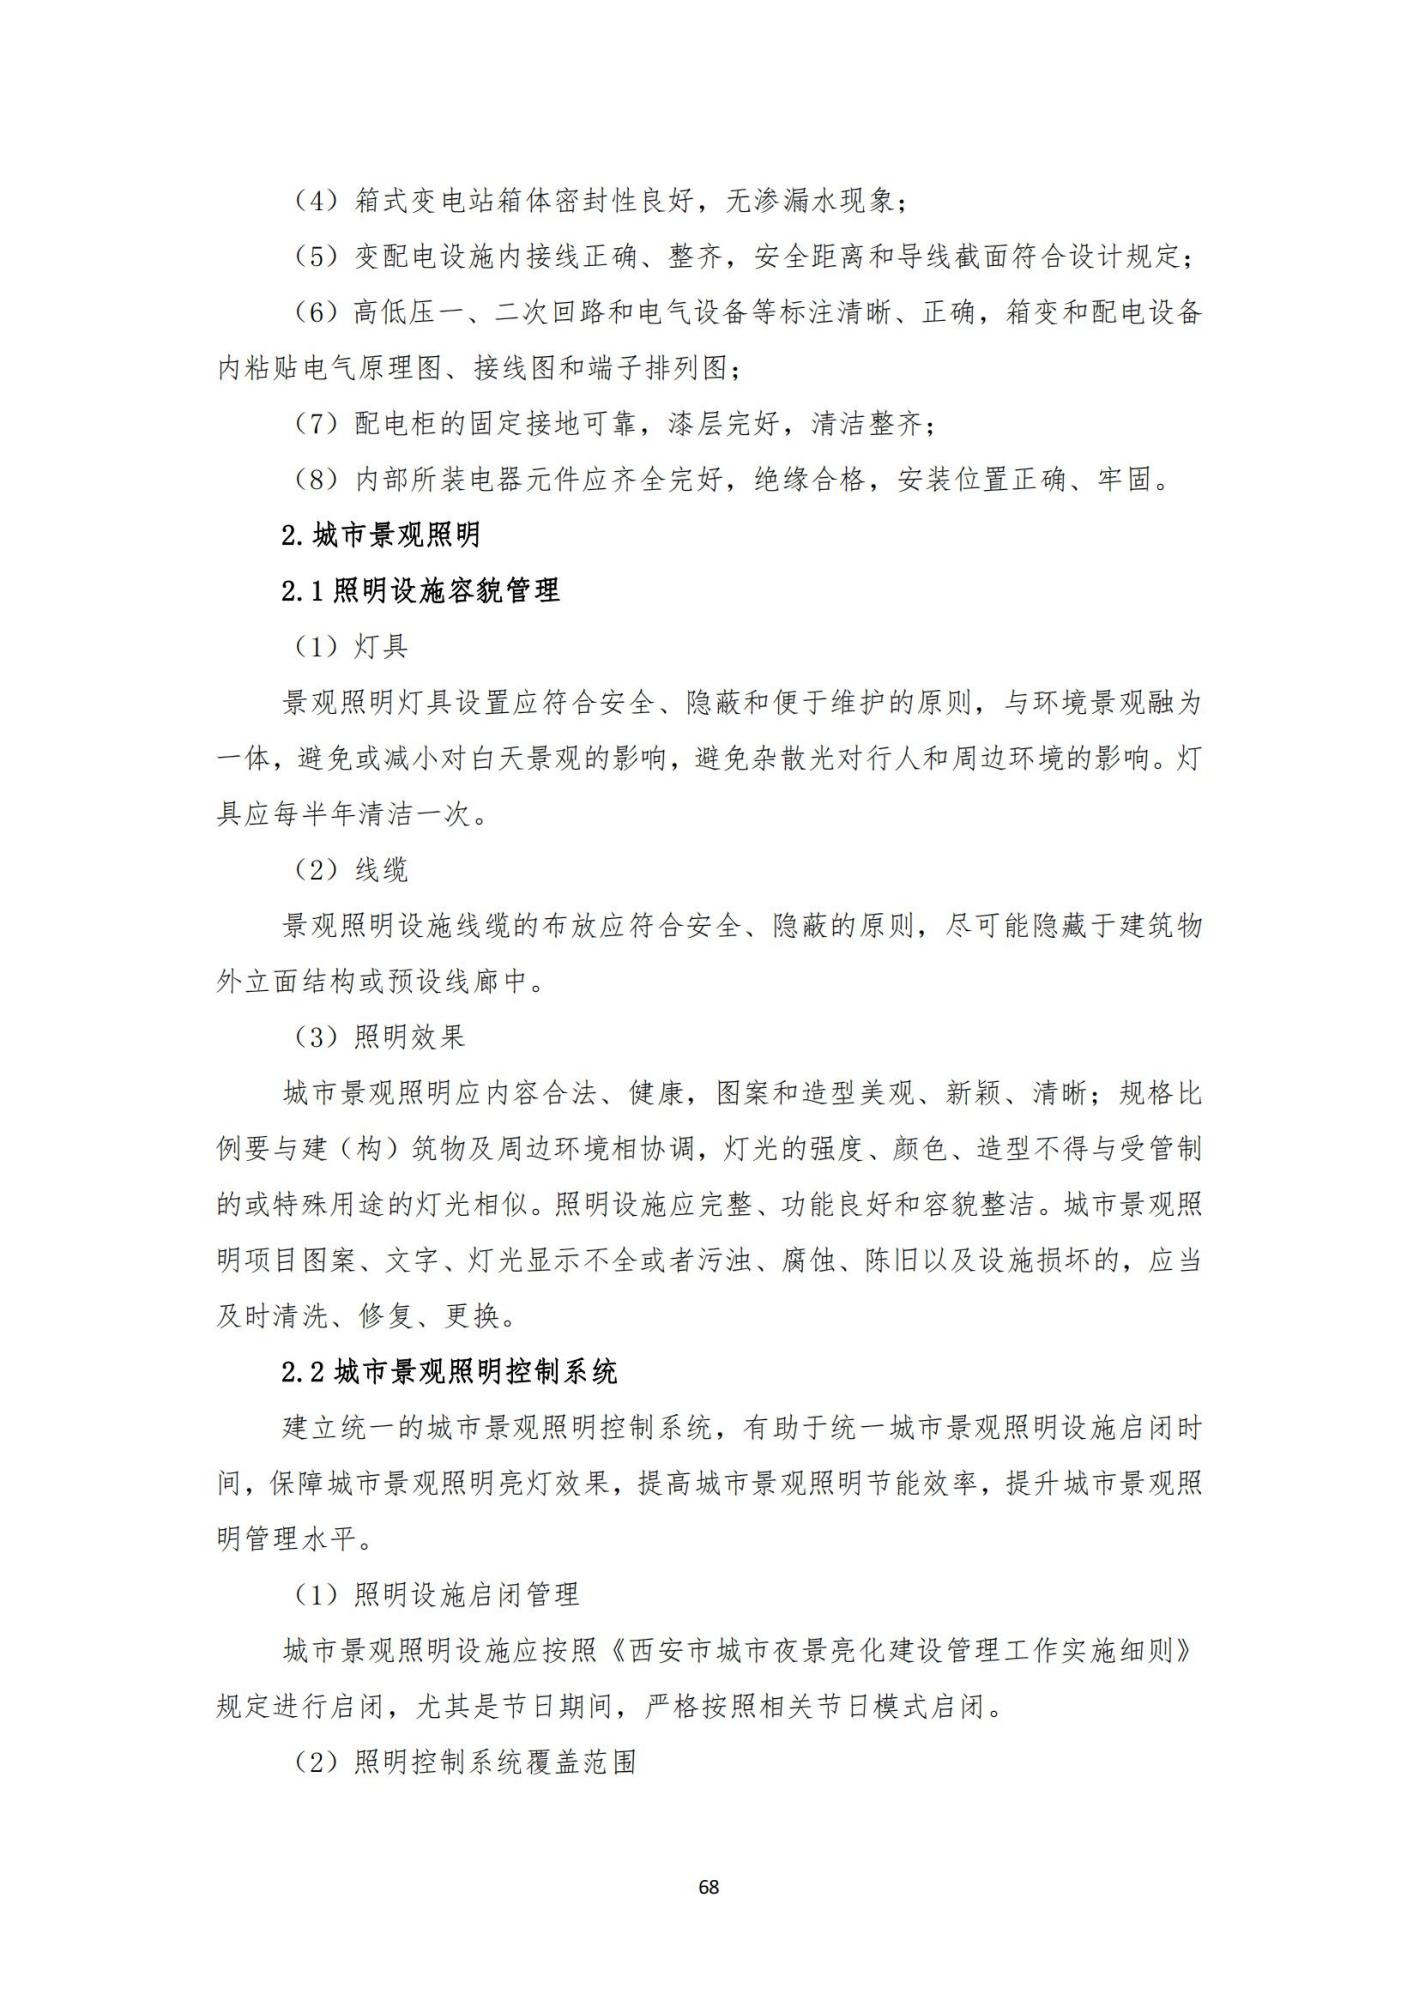 （4）箱式变电站箱体密封性良好，无渗漏水现象；
（5）变配电设施内接线正确、整齐，安全距离和导线截面符合设计规定；
（6）高低压一、二次回路和电气设备等标注清晰、正确，箱变和配电设备
内粘贴电气原理图、接线图和端子排列图；
（7）配电柜的固定接地可靠，漆层完好，清洁整齐；
（8）内部所装电器元件应齐全完好，绝缘合格，安装位置正确、牢固。
2.城市景观照明
2.1 照明设施容貌管理
（1）灯具
景观照明灯具设置应符合安全、隐蔽和便于维护的原则，与环境景观融为
一体，避免或减小对白天景观的影响，避免杂散光对行人和周边环境的影响。灯
具应每半年清洁一次。
（2）线缆
景观照明设施线缆的布放应符合安全、隐蔽的原则，尽可能隐藏于建筑物
外立面结构或预设线廊中。
（3）照明效果
城市景观照明应内容合法、健康，图案和造型美观、新颖、清晰；规格比
例要与建（构）筑物及周边环境相协调，灯光的强度、颜色、造型不得与受管制
的或特殊用途的灯光相似。照明设施应完整、功能良好和容貌整洁。城市景观照
明项目图案、文字、灯光显示不全或者污浊、腐蚀、陈旧以及设施损坏的，应当
及时清洗、修复、更换。
2.2 城市景观照明控制系统
建立统一的城市景观照明控制系统，有助于统一城市景观照明设施启闭时
间，保障城市景观照明亮灯效果，提高城市景观照明节能效率，提升城市景观照
明管理水平。
（1）照明设施启闭管理
城市景观照明设施应按照《西安市城市夜景亮化建设管理工作实施细则》
规定进行启闭，尤其是节日期间，严格按照相关节日模式启闭。
（2）照明控制系统覆盖范围
68